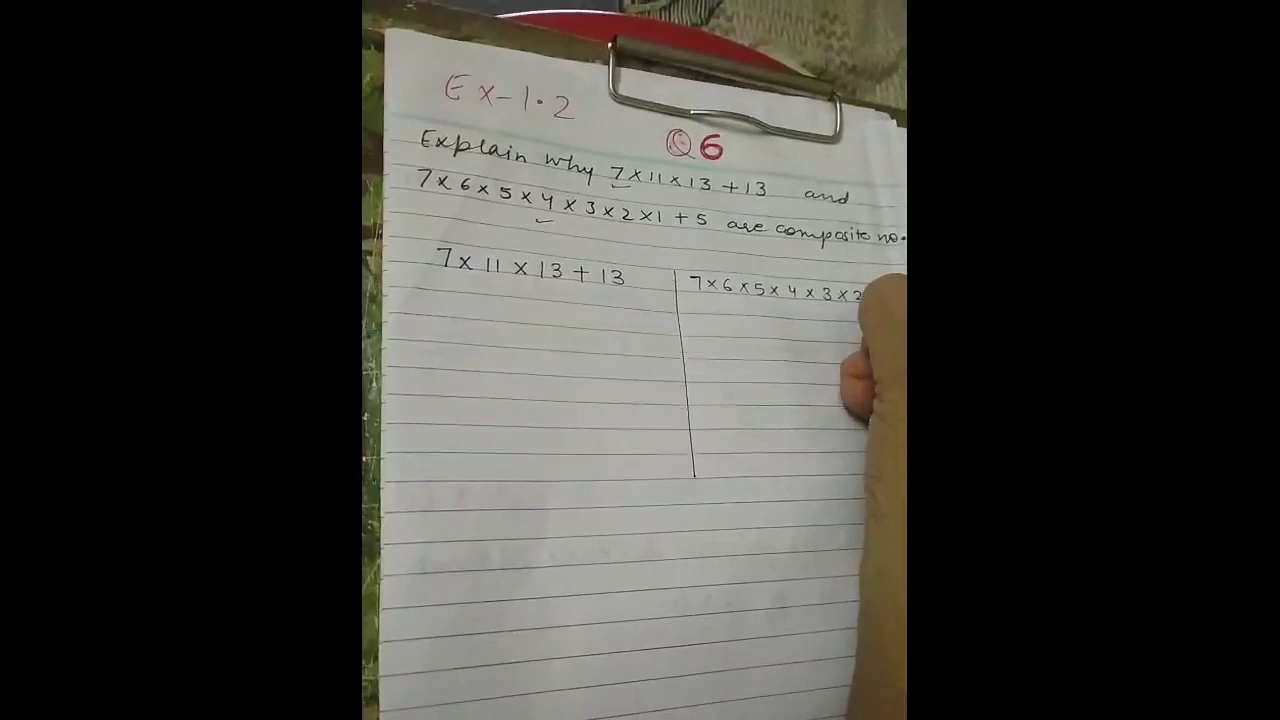 Ex-1.2
Q6
Explain why 7×11×13+13 and
7×6×5×4×3×2×1+5 are composite no.
7×11×13+13
7×6×5×4×3×2